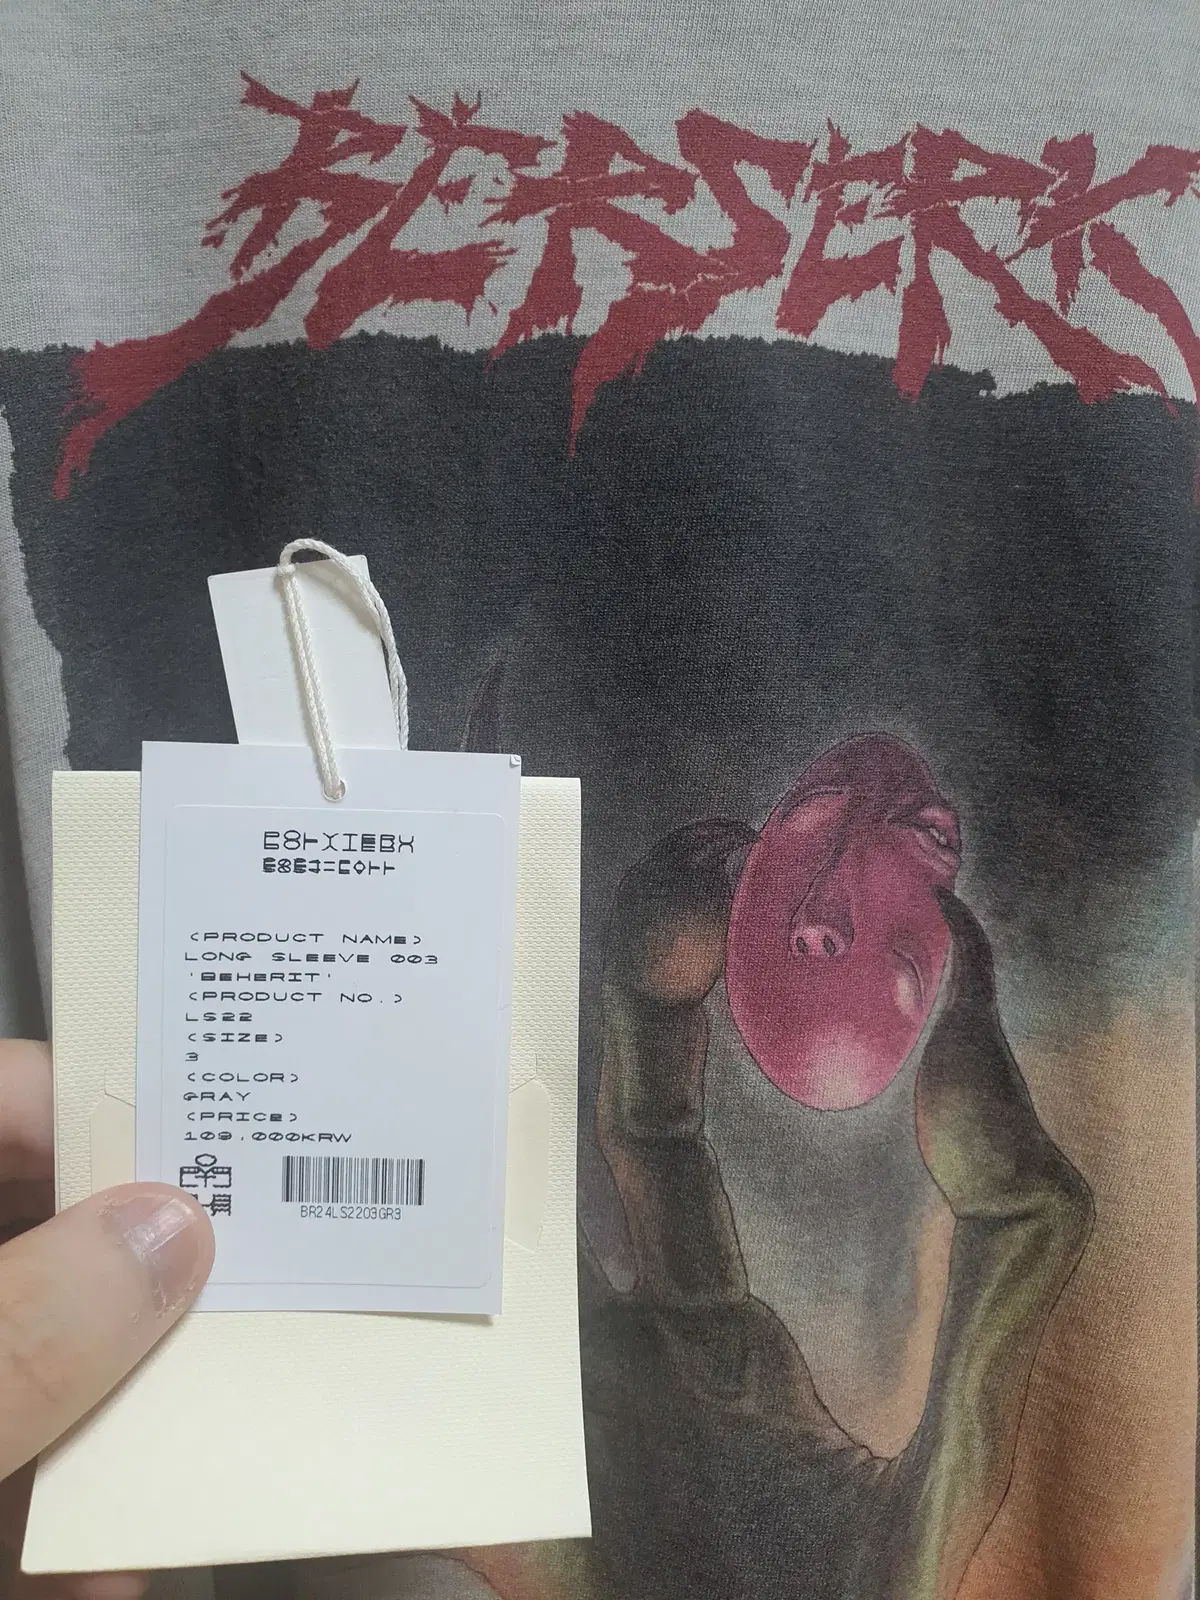 BERSERK
<PRODUCT NAME>
LONG SLEEVE 003
'BEHERIT'
<PRODUCT NO.>
LS22
<SIZE>
3
<COLOR>
GRAY
<PRICE>
109,000KRW
BR24LS2203GR3